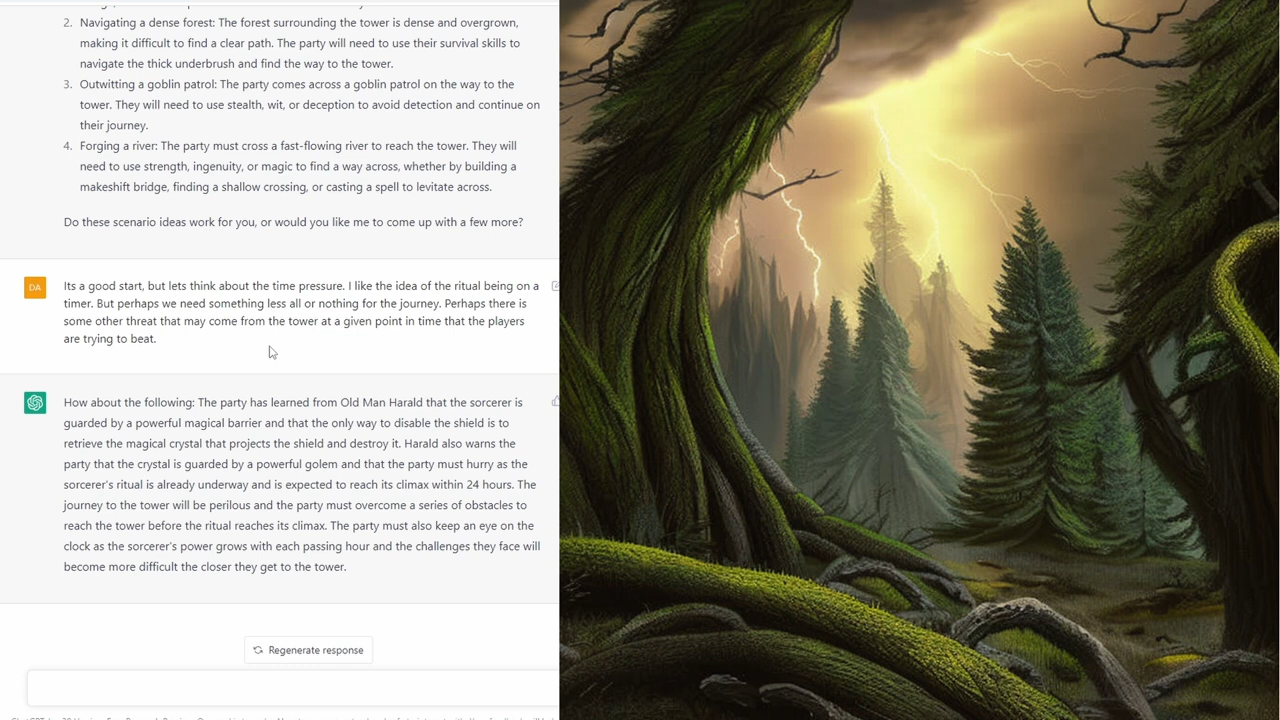 2. Navigating a dense forest: The forest surrounding the tower is dense and overgrown,
making it difficult to find a clear path. The party will need to use their survival skills to
navigate the thick underbrush and find the way to the tower.
3. Outwitting a goblin patrol: The party comes across a goblin patrol on the way to the
tower. They will need to use stealth, wit, or deception to avoid detection and continue on
their journey.
4. Forging a river: The party must cross a fast-flowing river to reach the tower. They will
need to use strength, ingenuity, or magic to find a way across, whether by building a
makeshift bridge, finding a shallow crossing, or casting a spell to levitate across.
Do these scenario ideas work for you, or would you like me to come up with a few more?
DA
Its a good start, but lets think about the time pressure. I like the idea of the ritual being on a
timer. But perhaps we need something less all or nothing for the journey. Perhaps there is
some other threat that may come from the tower at a given point in time that the players
are trying to beat.
How about the following: The party has learned from Old Man Harald that the sorcerer is
guarded by a powerful magical barrier and that the only way to disable the shield is to
retrieve the magical crystal that projects the shield and destroy it. Harald also warns the
party that the crystal is guarded by a powerful golem and that the party must hurry as the
sorcerer's ritual is already underway and is expected to reach its climax within 24 hours. The
journey to the tower will be perilous and the party must overcome a series of obstacles to
reach the tower before the ritual reaches its climax. The party must also keep an eye on the
clock as the sorcerer's power grows with each passing hour and the challenges they face will
become more difficult the closer they get to the tower.
Regenerate response